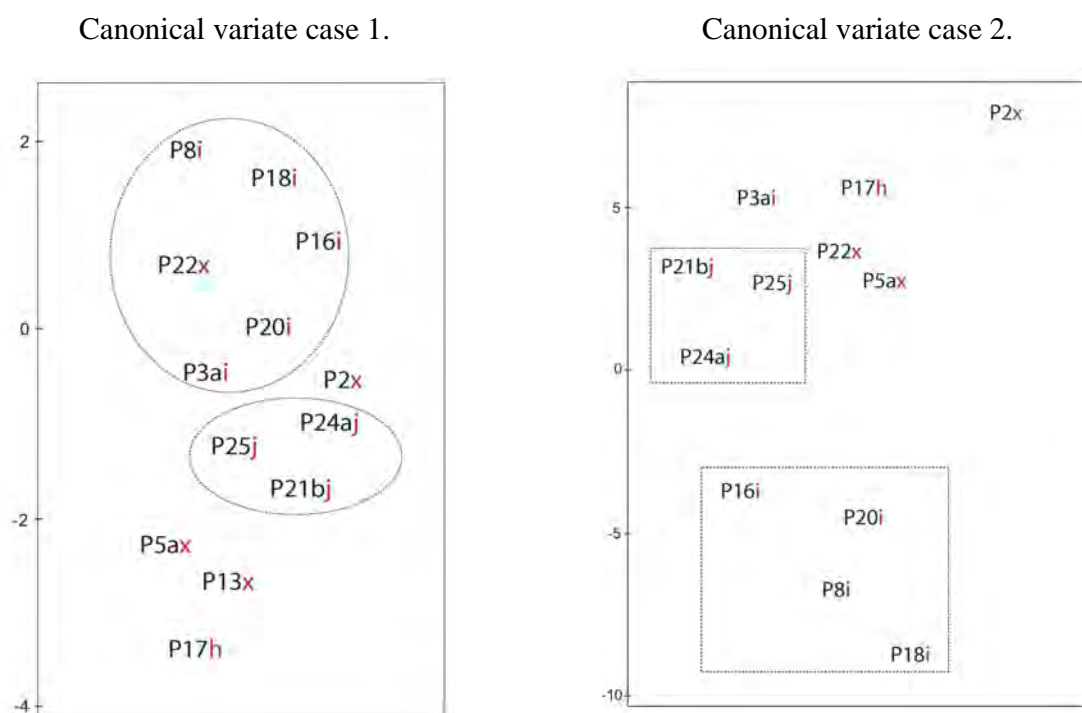 Canonical variate case 1.
2
P8i
P18i
P16i
P22x
0
P20i
P3ai
P2x
P24aj
P25j
P21bj
-2
P5ax
P13x
P17h
-4
Canonical variate case 2.
P2x
P17h
P3ai
5
P22x
P21bj
P25j
P5ax
P24aj
0
P16i
P20i
-5
P8i
P18i
-10